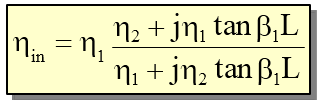 η_in = η_1 (η_2 + jη_1 tan β_1L)/(η_1 + jη_2 tan β_1L)